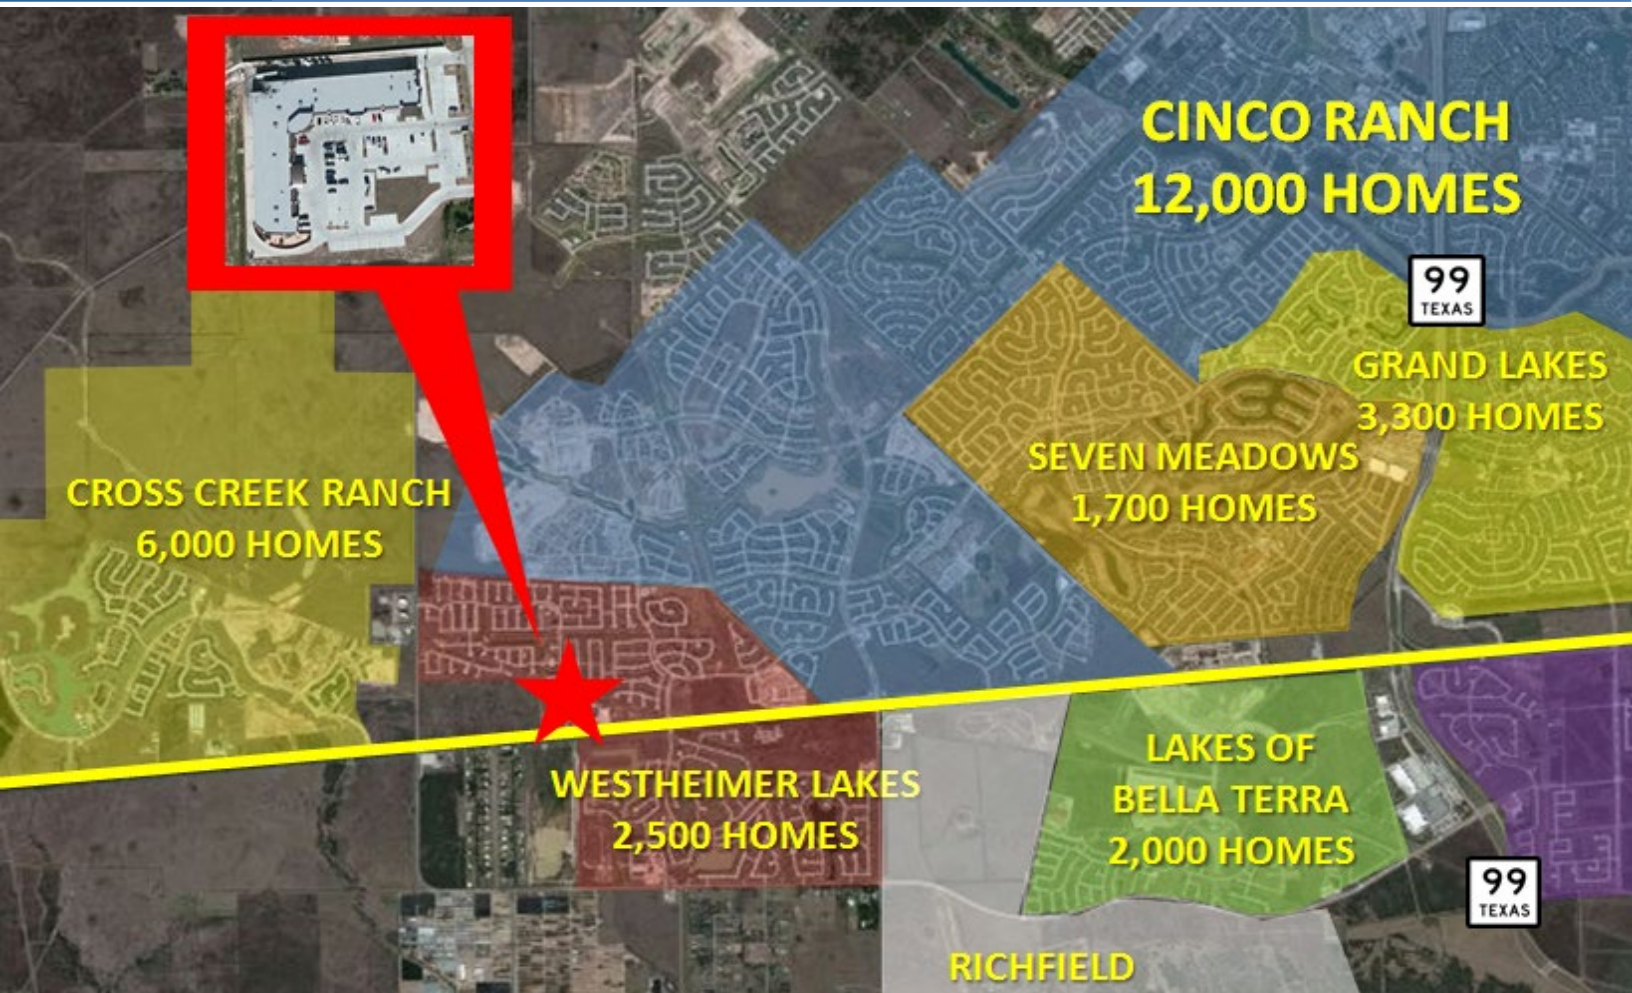 CINCO RANCH
12,000 HOMES
99
TEXAS
GRAND LAKES
3,300 HOMES
SEVEN MEADOWS
1,700 HOMES
CROSS CREEK RANCH
6,000 HOMES
LAKES OF
BELLA TERRA
2,000 HOMES
WESTHEIMER LAKES
2,500 HOMES
99
TEXAS
RICHFIELD